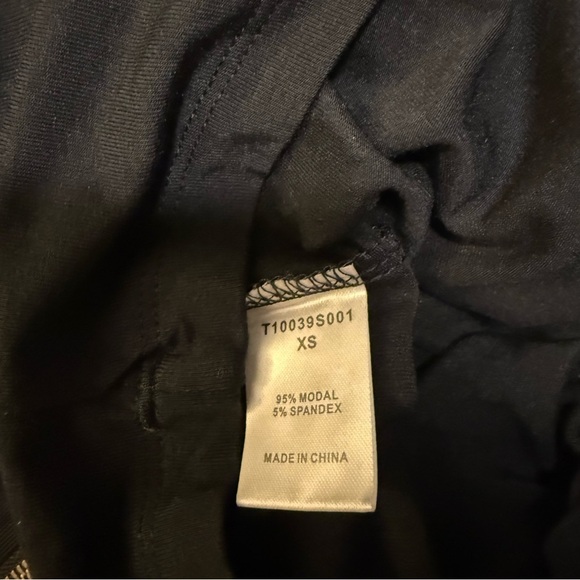 T10039S001
XS
95% MODAL
5% SPANDEX
MADE IN CHINA